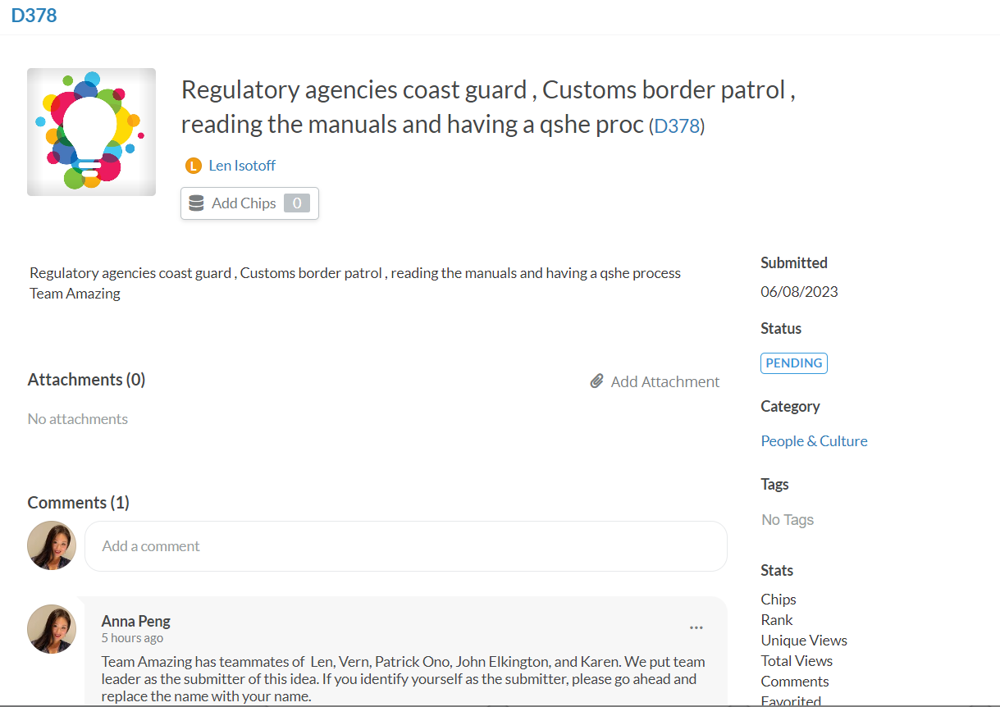 D378
Regulatory agencies coast guard , Customs border patrol ,
reading the manuals and having a qshe proc (D378)
L Len Isotoff
Add Chips 0
Regulatory agencies coast guard , Customs border patrol , reading the manuals and having a qshe process
Team Amazing
Attachments (0)
Add Attachment
No attachments
Comments (1)
Add a comment
Anna Peng
5 hours ago
Team Amazing has teammates of Len, Vern, Patrick Ono, John Elkington, and Karen. We put team
leader as the submitter of this idea. If you identify yourself as the submitter, please go ahead and
replace the name with your name.
Submitted
06/08/2023
Status
PENDING
Category
People & Culture
Tags
No Tags
Stats
Chips
Rank
Unique Views
Total Views
Comments
Favorited